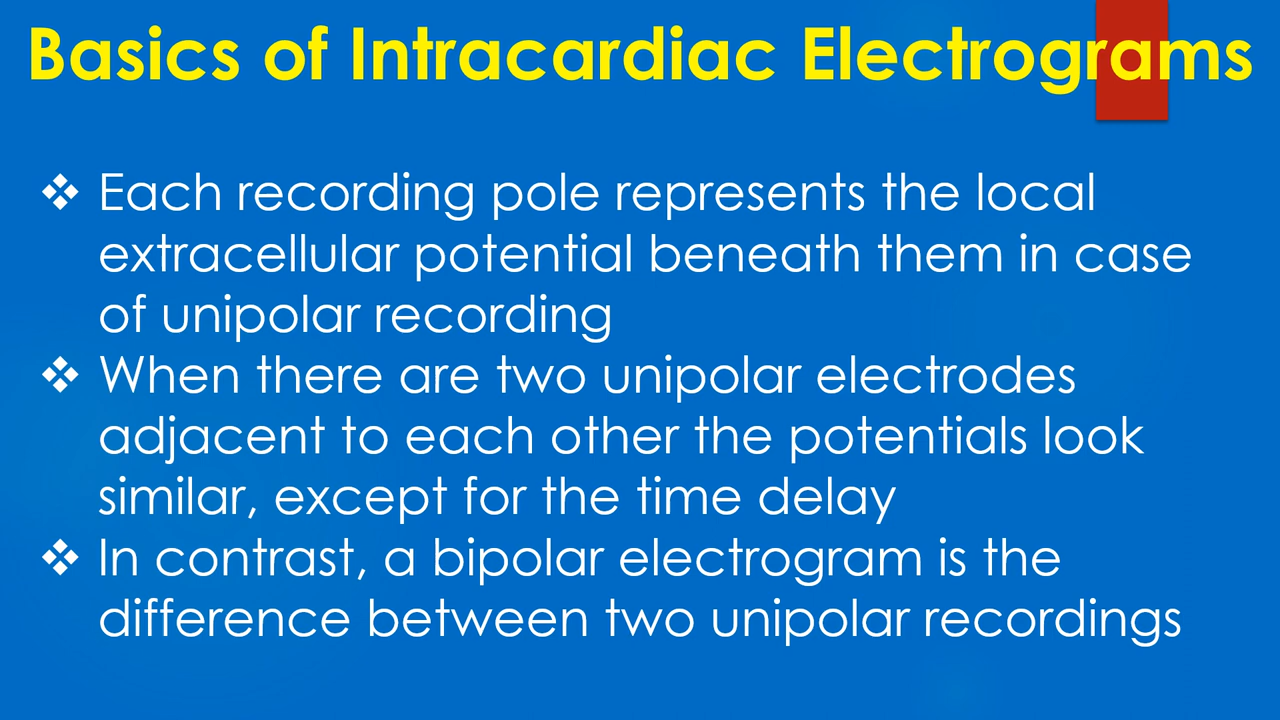 Basics of Intracardiac Electrograms
❖ Each recording pole represents the local
extracellular potential beneath them in case
of unipolar recording
❖ When there are two unipolar electrodes
adjacent to each other the potentials look
similar, except for the time delay
❖ In contrast, a bipolar electrogram is the
difference between two unipolar recordings